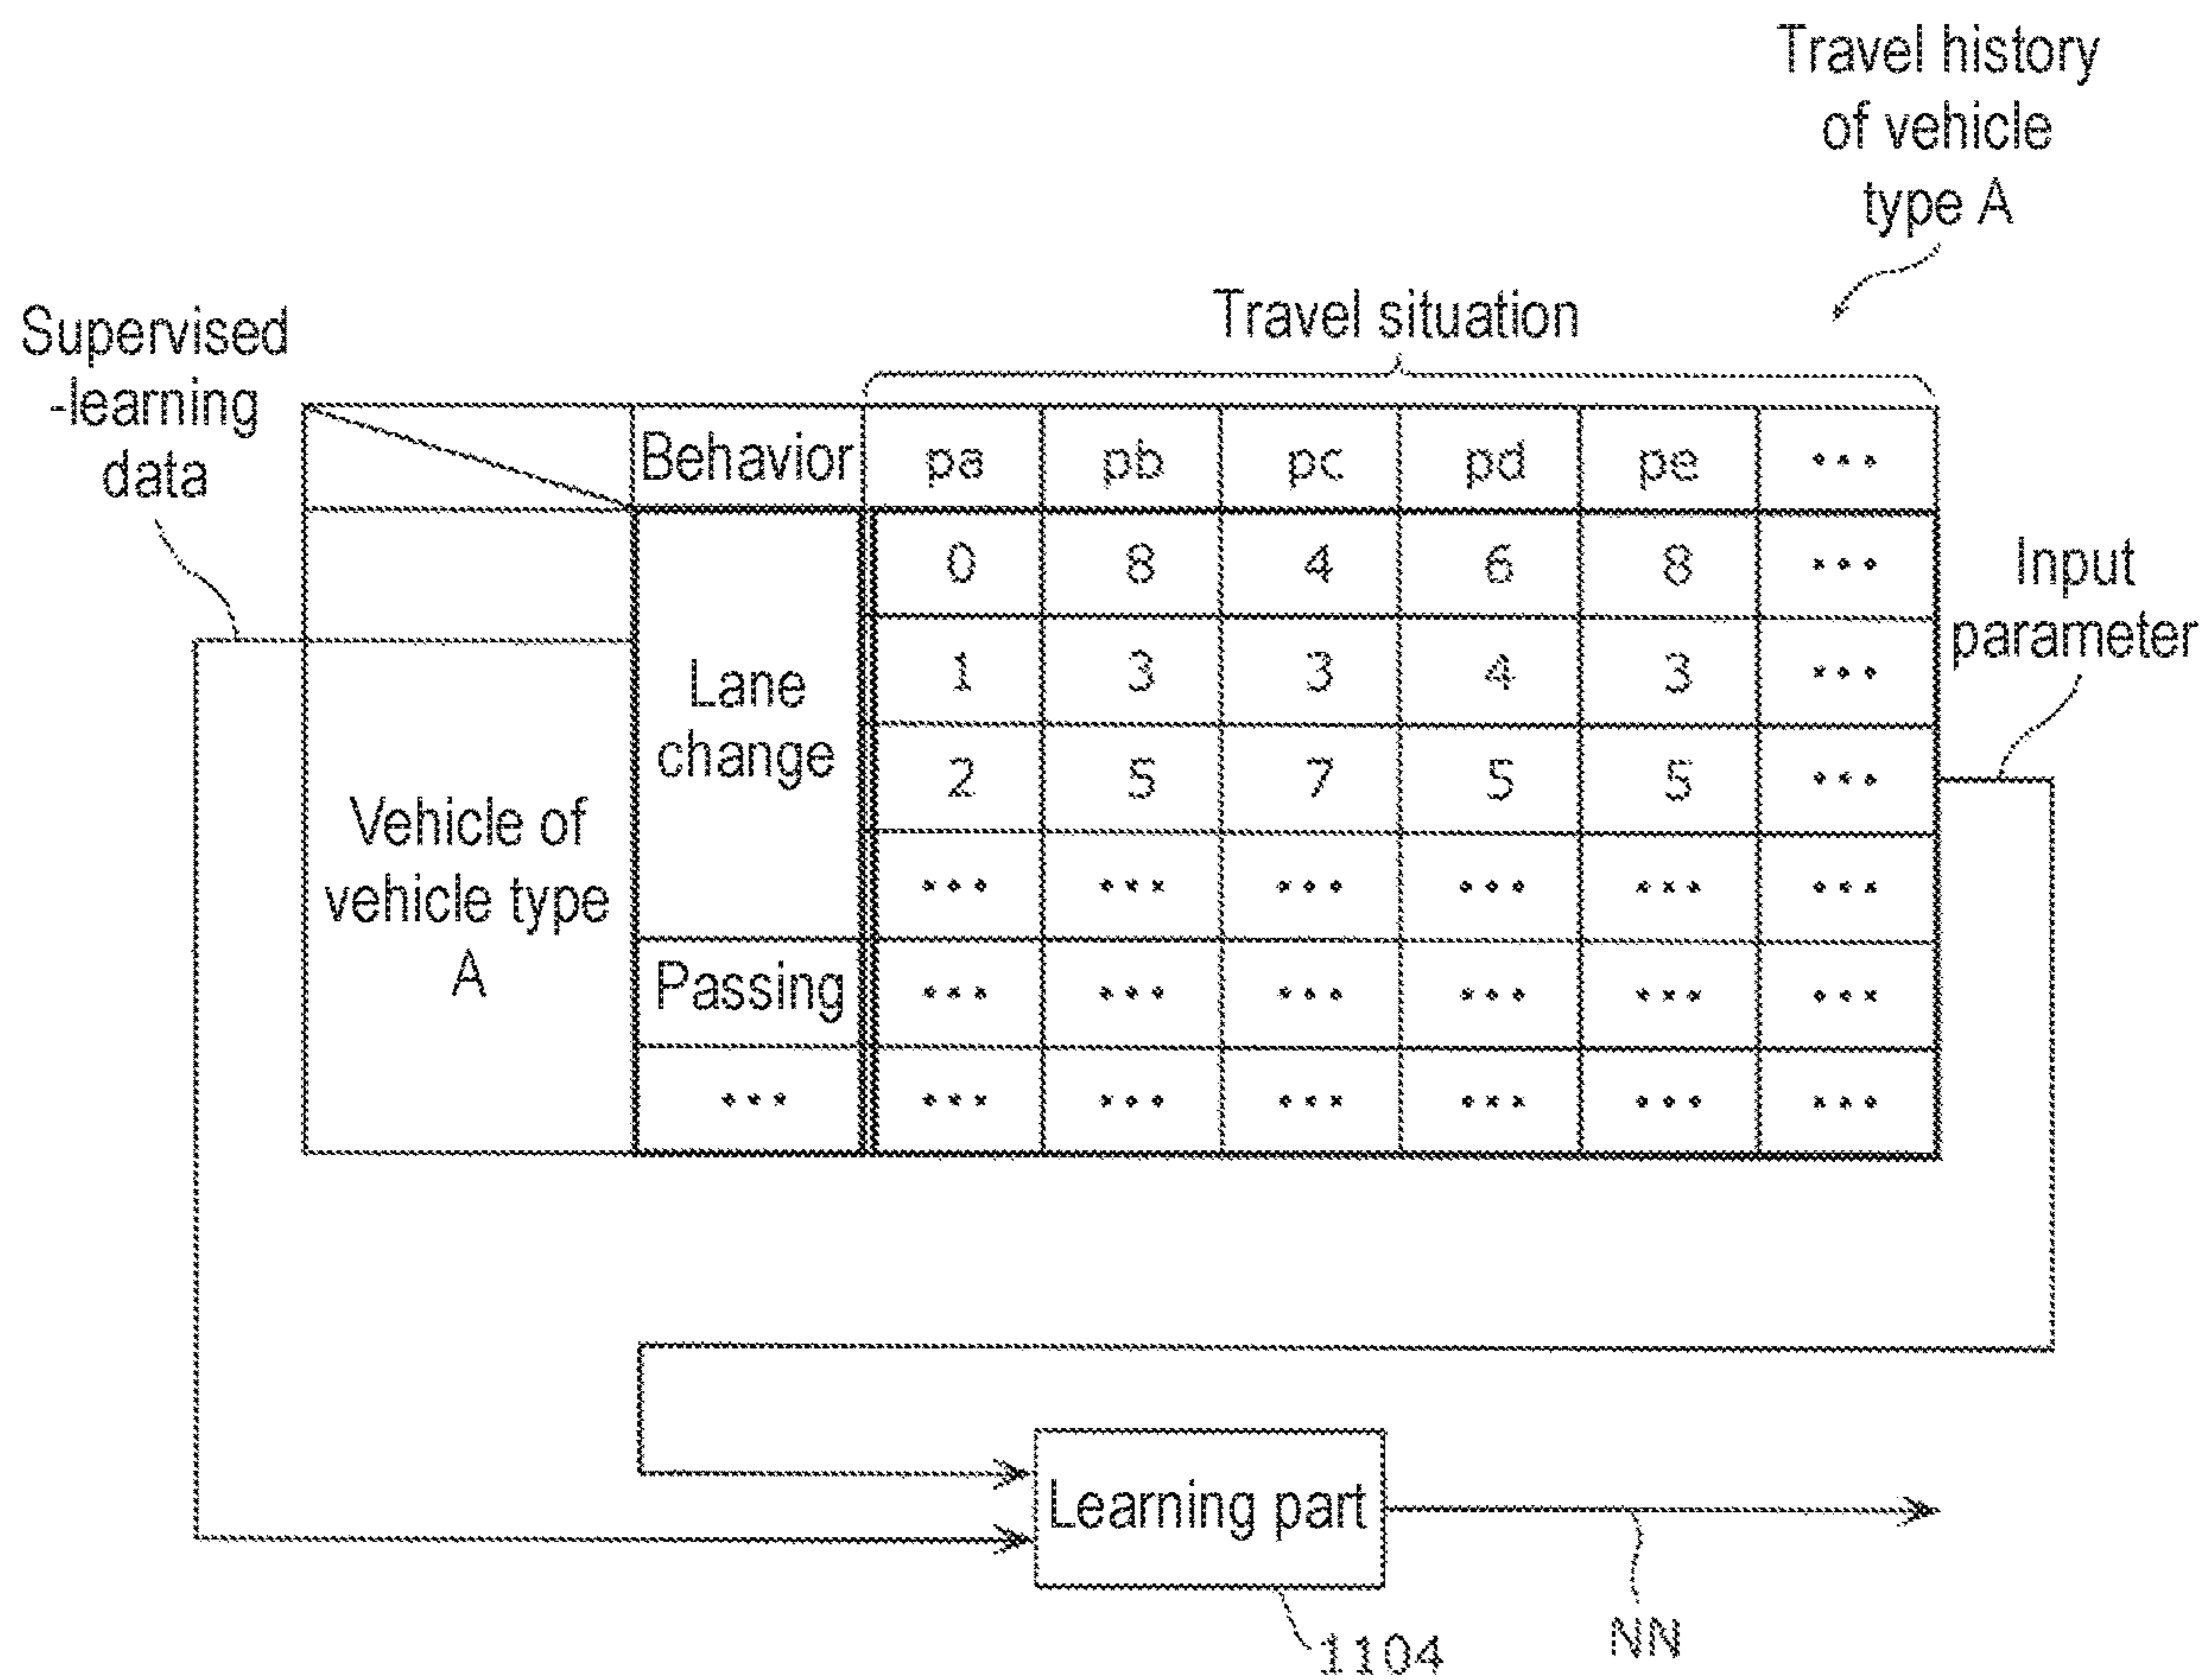 Travel history
of vehicle
type A
Travel situation
Supervised
-learning
data
Behavior pa pb pc pd pe •••
Lane
change
0 8 4 6 8 •••
1 3 3 4 3 •••
2 5 7 5 5 •••
••• ••• ••• ••• ••• •••
Input
parameter
Vehicle of
vehicle type
A
Passing ••• ••• ••• ••• ••• •••
••• ••• ••• ••• ••• ••• •••
Learning part
1104
NN